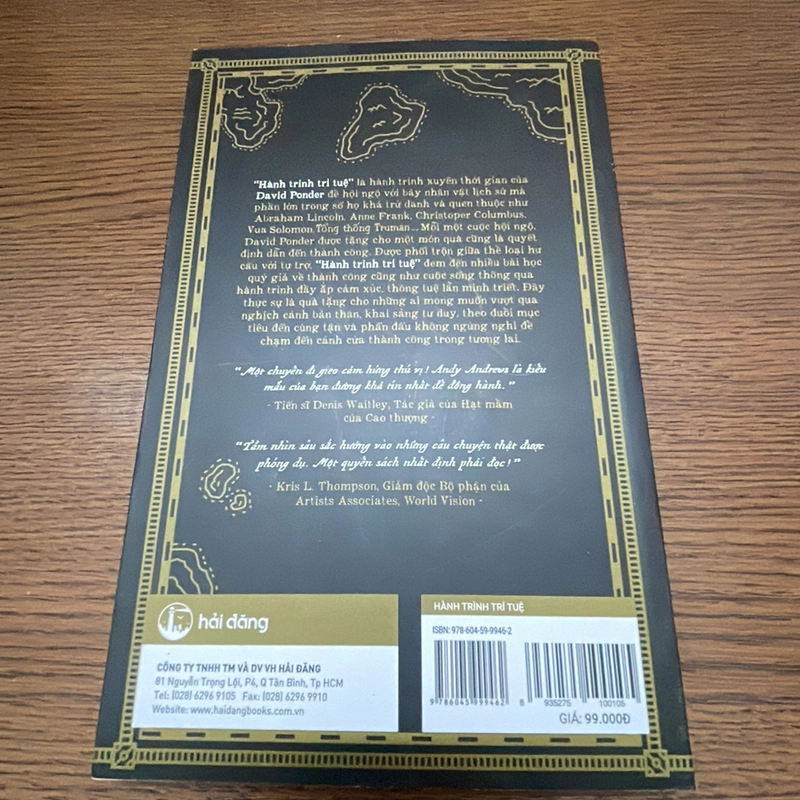 “Hành trình trí tuệ” là hành trình xuyên thời gian của
David Ponder để hội ngộ với bảy nhân vật lịch sử mà
phần lớn trong số họ khá trứ danh và quen thuộc như
Abraham Lincoln, Anne Frank, Christoper Columbus,
Vua Solomon, Tổng thống Truman... Mỗi một cuộc hội ngộ,
David Ponder được tặng cho một món quà cũng là quyết
định dẫn đến thành công. Được phối trộn giữa thể loại hư
cấu với tự trợ, “Hành trình trí tuệ” đem đến nhiều bài học
quý giá về thành công cũng như cuộc sống thông qua
hành trình đầy ắp cảm xúc, thông tuệ lẫn minh triết. Đây
thực sự là quà tặng cho những ai mong muốn vượt qua
nghịch cảnh bản thân, khai sáng tư duy, theo đuổi mục
tiêu đến cùng tận và phấn đấu không ngừng nghỉ để
chạm đến cánh cửa thành công trong tương lai.
“Một chuyến đi gieo cảm hứng thú vị! Andy Andrews là kiểu
mẫu của bạn đường khả tín nhất để đồng hành.”
- Tiến sĩ Denis Waitley, Tác giả của Hạt mầm
của Cao thượng -
“Tầm nhìn sâu sắc hướng vào những câu chuyện thật được
phỏng dụ. Một quyển sách nhất định phải đọc!”
- Kris L. Thompson, Giám đốc Bộ phận của
Artists Associates, World Vision -
hải đăng
CÔNG TY TNHH TM VÀ DV VH HẢI ĐĂNG
81 Nguyễn Trọng Lội, P4, Q Tân Bình, Tp HCM
Tel: (028) 6296 9105 Fax: (028) 6296 9910
Website: www.haidangbooks.com.vn
HÀNH TRÌNH TRÍ TUỆ
ISBN: 978-604-59-9946-2
9 786045 999462
8 935275 100105
GIÁ: 99.000Đ